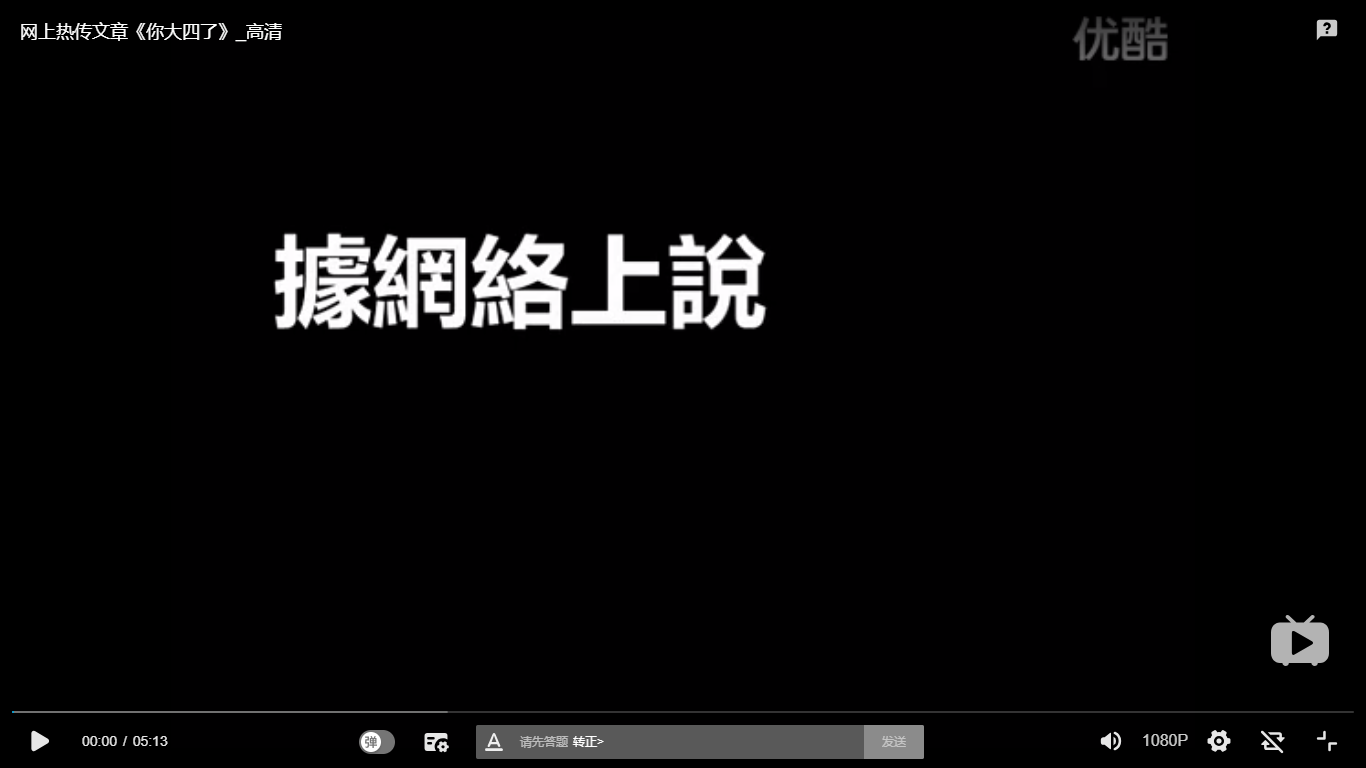 网上热传文章《你大四了》_高清
优酷
?
據網絡上說
00:00 / 05:13
弹
A
请先答题 转正>
发送
1080P